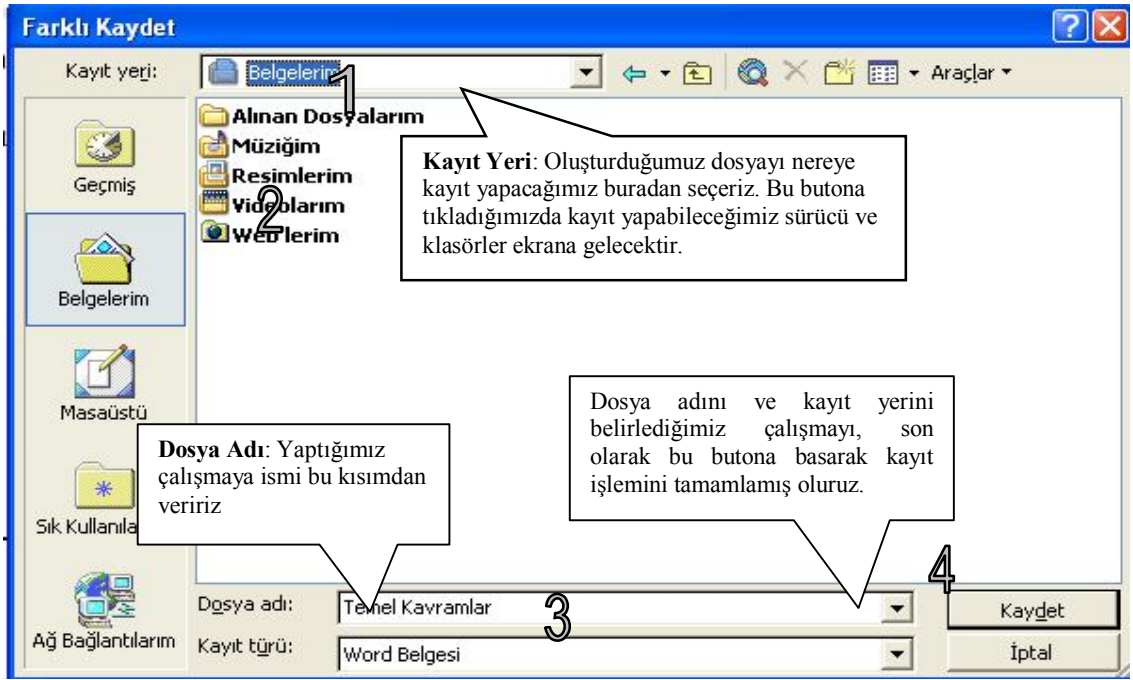 Farklı Kaydet
Kayıt yeri:
Belgelerim
Araçlar
1
Alınan Dosyalarım
Müziğim
Resimlerim
2
Videolarım
Web'lerim
Kayıt Yeri: Oluşturduğumuz dosyayı nereye
kayıt yapacağımız buradan seçeriz. Bu butona
tıkladığımızda kayıt yapabileceğimiz sürücü ve
klasörler ekrana gelecektir.
Geçmiş
Belgelerim
Masaüstü
Sık Kullanıla
Ağ Bağlantılarım
Dosya Adı: Yaptığımız
çalışmaya ismi bu kısımdan
veririz
Dosya adını ve kayıt yerini
belirlediğimiz çalışmayı, son
olarak bu butona basarak kayıt
işlemini tamamlamış oluruz.
4
Dosya adı:
Temel Kavramlar
3
Kaydet
Kayıt türü:
Word Belgesi
İptal